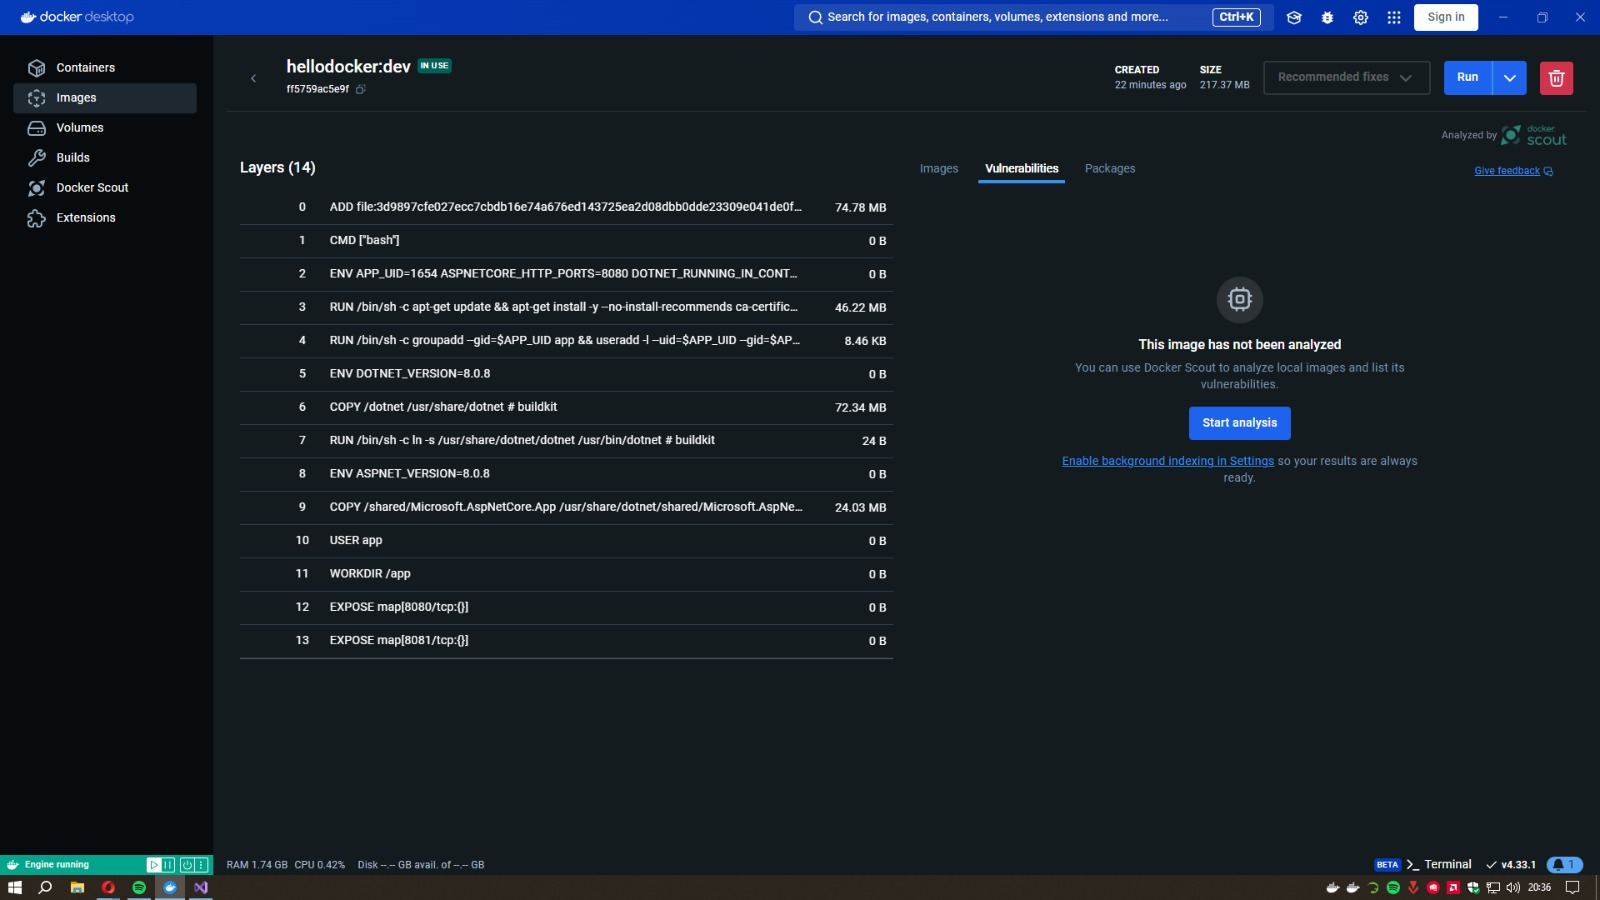 docker desktop
Search for images, containers, volumes, extensions and more...
Ctrl+K
Sign in
Containers
Images
Volumes
Builds
Docker Scout
Extensions
hellodocker:dev
IN USE
ff5759ac5e9f
CREATED
22 minutes ago
SIZE
217.37 MB
Recommended fixes
Run
Analyzed by docker scout
Layers (14)
Images
Vulnerabilities
Packages
Give feedback
0 ADD file:3d9897cfe027ecc7cbdb16e74a676ed143725ea2d08dbb0dde23309e041de0f... 74.78 MB
1 CMD ["bash"] 0 B
2 ENV APP_UID=1654 ASPNETCORE_HTTP_PORTS=8080 DOTNET_RUNNING_IN_CONT... 0 B
3 RUN /bin/sh -c apt-get update && apt-get install -y --no-install-recommends ca-certific... 46.22 MB
4 RUN /bin/sh -c groupadd --gid=$APP_UID app && useradd -l --uid=$APP_UID --gid=$AP... 8.46 KB
5 ENV DOTNET_VERSION=8.0.8 0 B
6 COPY /dotnet /usr/share/dotnet # buildkit 72.34 MB
7 RUN /bin/sh -c ln -s /usr/share/dotnet/dotnet /usr/bin/dotnet # buildkit 24 B
8 ENV ASPNET_VERSION=8.0.8 0 B
9 COPY /shared/Microsoft.AspNetCore.App /usr/share/dotnet/shared/Microsoft.AspNe... 24.03 MB
10 USER app 0 B
11 WORKDIR /app 0 B
12 EXPOSE map[8080/tcp:{}] 0 B
13 EXPOSE map[8081/tcp:{}] 0 B
This image has not been analyzed
You can use Docker Scout to analyze local images and list its
vulnerabilities.
Start analysis
Enable background indexing in Settings so your results are always
ready.
Engine running
RAM 1.74 GB CPU 0.42% Disk --.-- GB avail. of --.-- GB
BETA
Terminal
v4.33.1
1
20:36